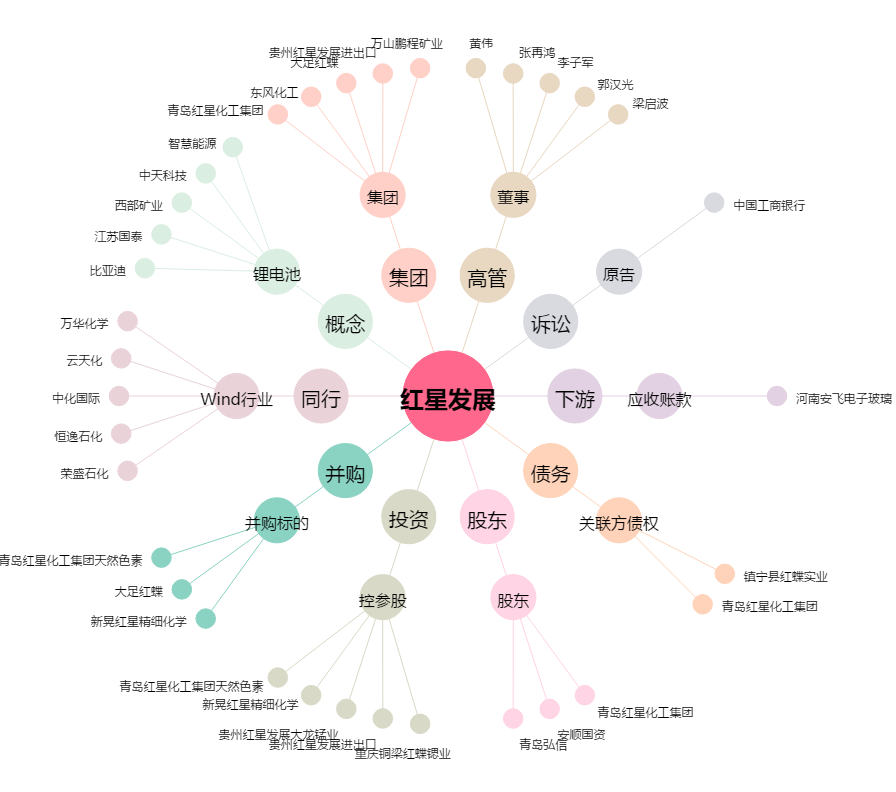 万山鹏程矿业
黄伟
贵州红星发展进出口
张再鸿
大足红蝶
李子军
东风化工
郭汉光
青岛红星化工集团
梁启波
智慧能源
中天科技
集团
董事
西部矿业
中国工商银行
江苏国泰
比亚迪
锂电池
集团
高管
原告
万华化学
概念
诉讼
云天化
中化国际
Wind行业
同行
红星发展
下游
应收账款
河南安飞电子玻璃
恒逸石化
荣盛石化
并购
债务
并购标的
投资
股东
关联方债权
青岛红星化工集团天然色素
镇宁县红蝶实业
大足红蝶
控参股
股东
青岛红星化工集团
新晃红星精细化学
青岛红星化工集团天然色素
新晃红星精细化学
青岛红星化工集团
贵州红星发展大龙锰业
安顺国资
贵州红星发展进出口
青岛弘信
重庆铜梁红蝶锶业